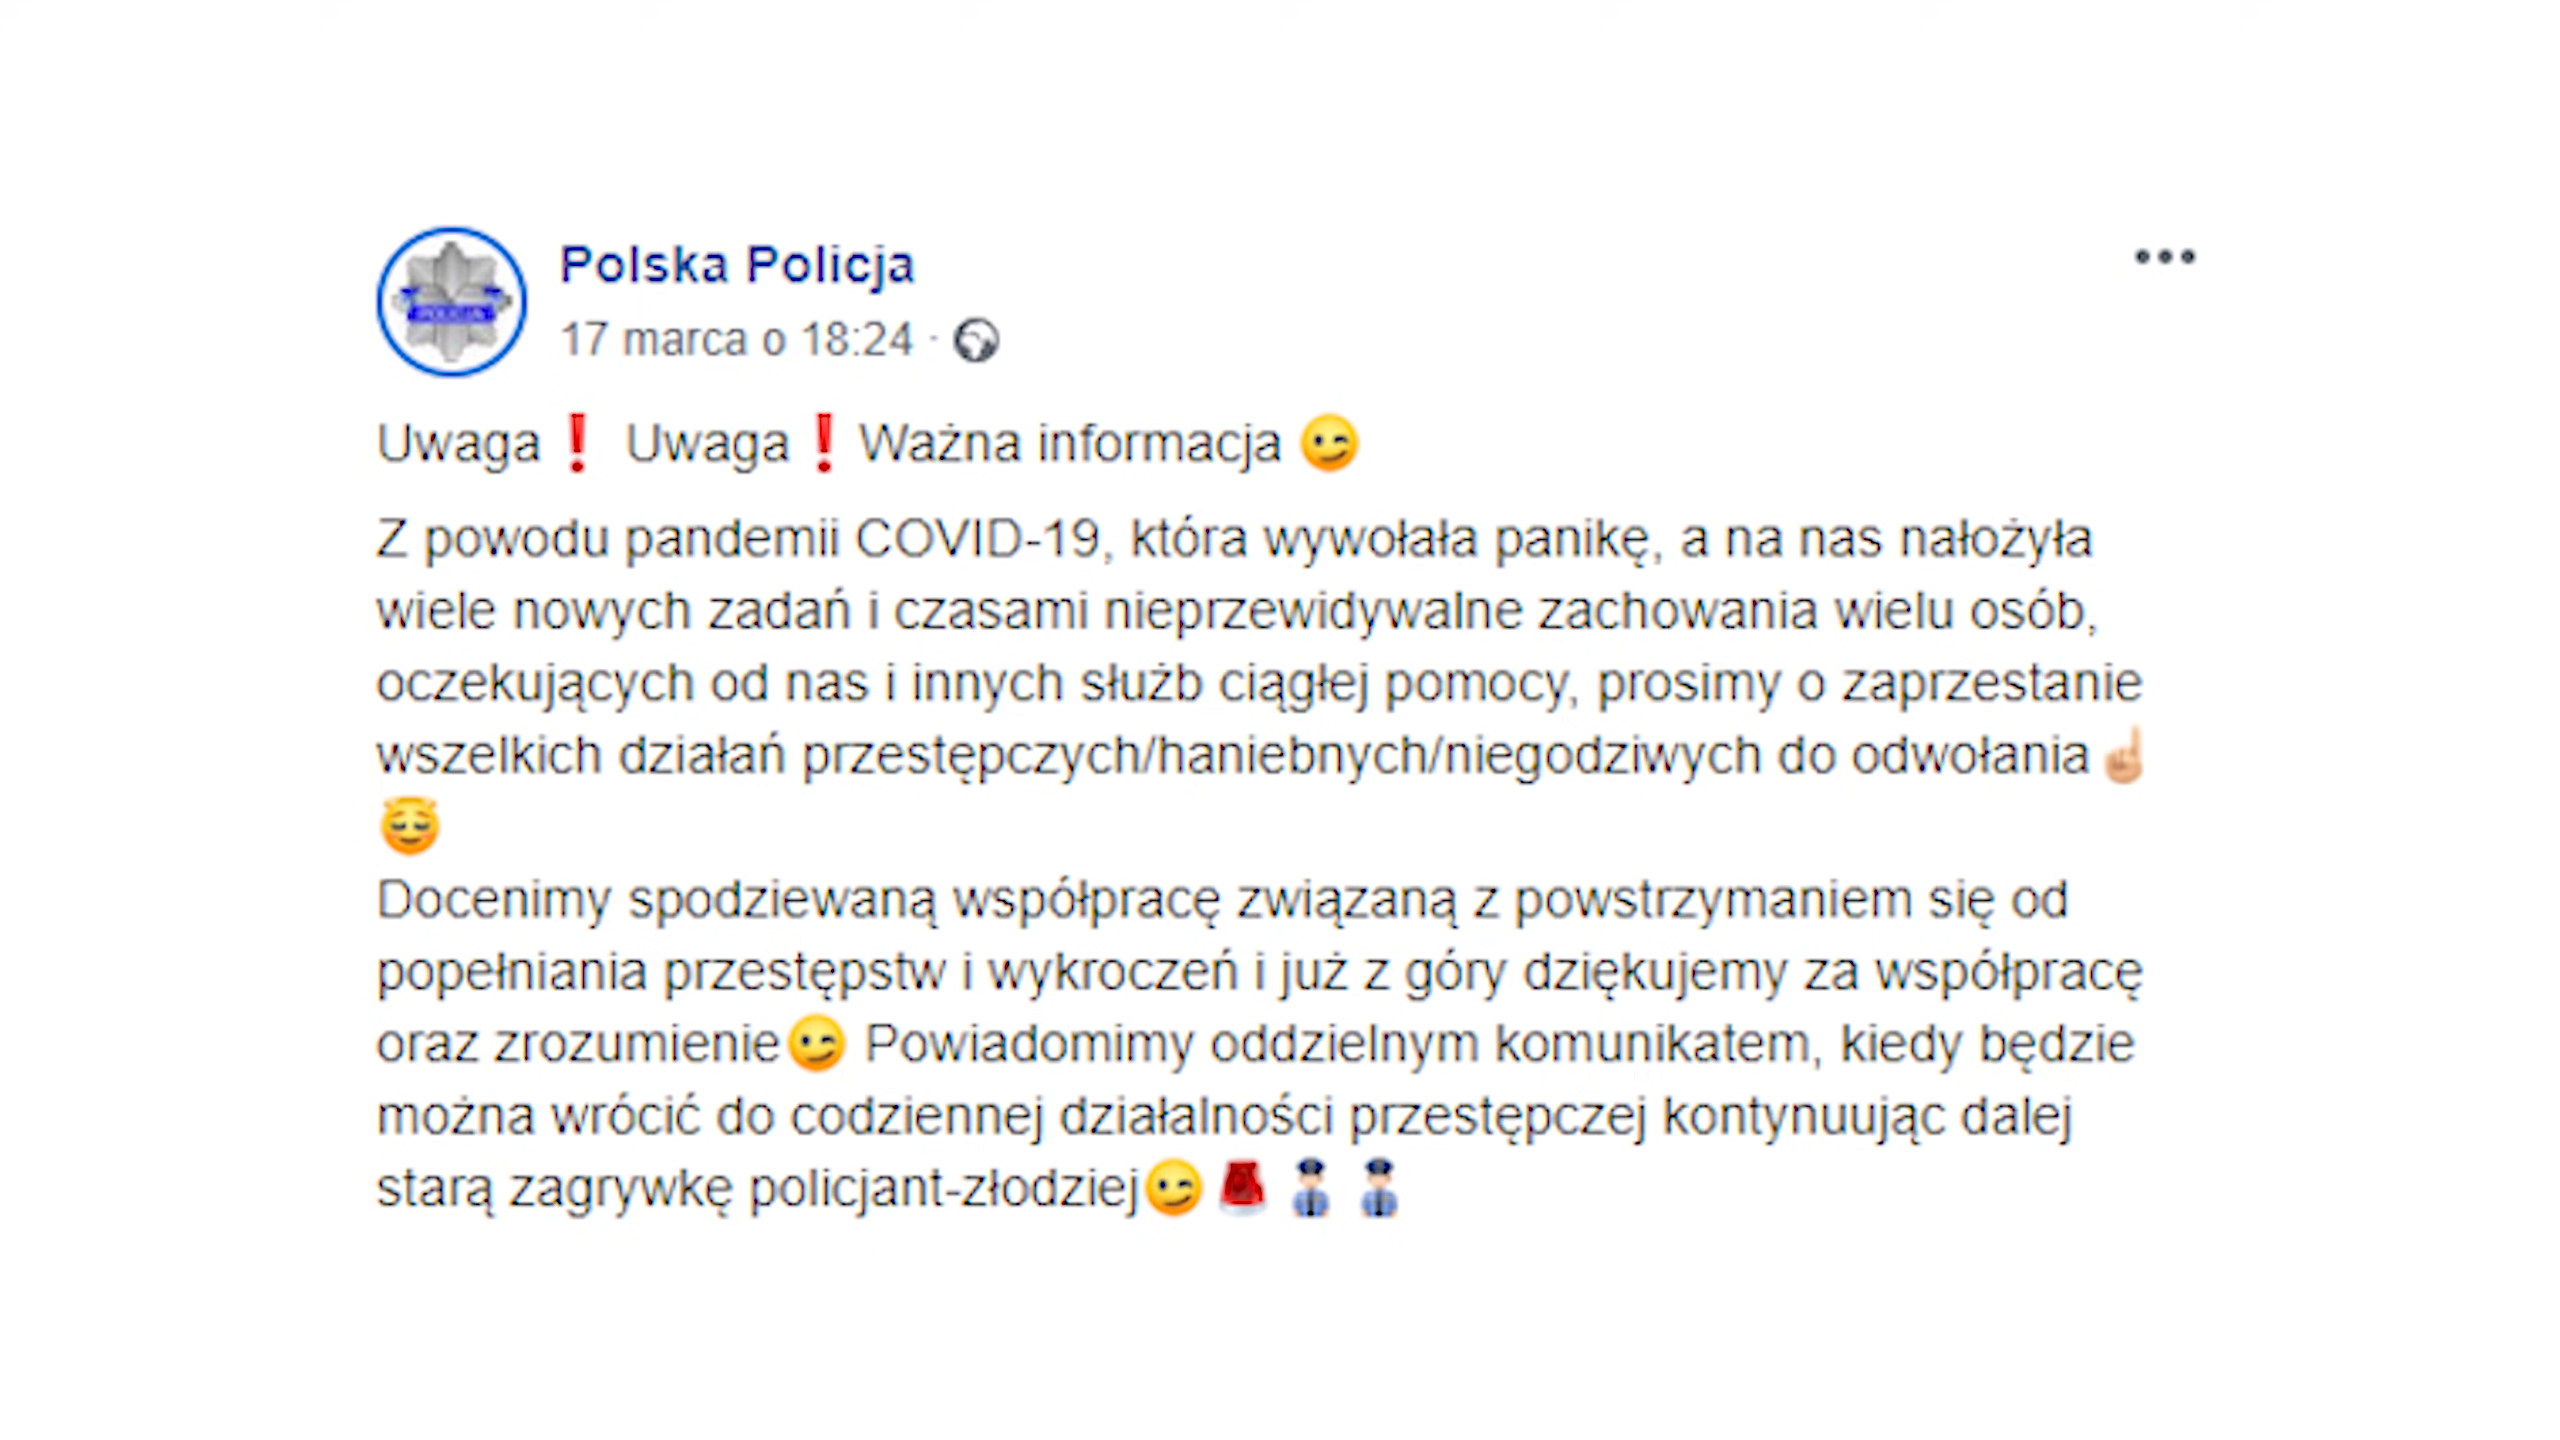 Polska Policja
17 marca o 18:24 ·
Uwaga❗ Uwaga❗Ważna informacja 😉
Z powodu pandemii COVID-19, która wywołała panikę, a na nas nałożyła
wiele nowych zadań i czasami nieprzewidywalne zachowania wielu osób,
oczekujących od nas i innych służb ciągłej pomocy, prosimy o zaprzestanie
wszelkich działań przestępczych/haniebnych/niegodziwych do odwołania☝🏼
😇
Docenimy spodziewaną współpracę związaną z powstrzymaniem się od
popełniania przestępstw i wykroczeń i już z góry dziękujemy za współpracę
oraz zrozumienie😉 Powiadomimy oddzielnym komunikatem, kiedy będzie
można wrócić do codziennej działalności przestępczej kontynuując dalej
starą zagrywkę policjant-złodziej😉🚨👮🏻👮🏻
POLICJA